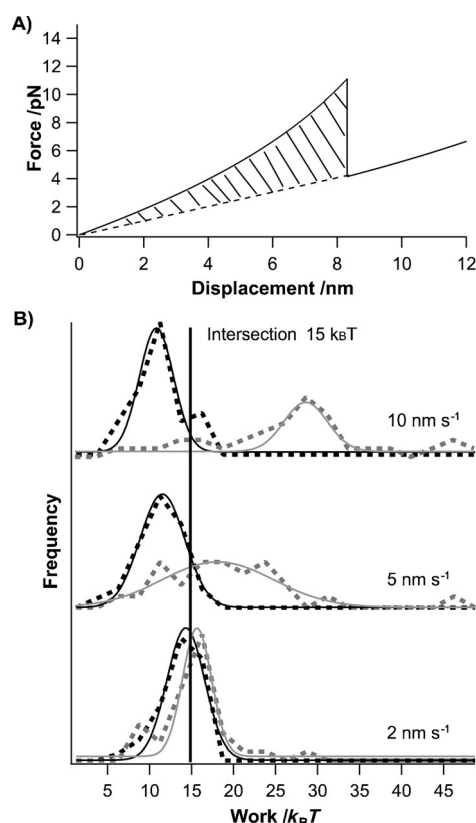 A)
Force /pN
14
12
10
8
6
4
2
0
0 2 4 6 8 10 12
Displacement /nm
B)
Intersection 15 kBT
10 nm s⁻¹
5 nm s⁻¹
2 nm s⁻¹
Frequency
5 10 15 20 25 30 35 40 45
Work /kBT